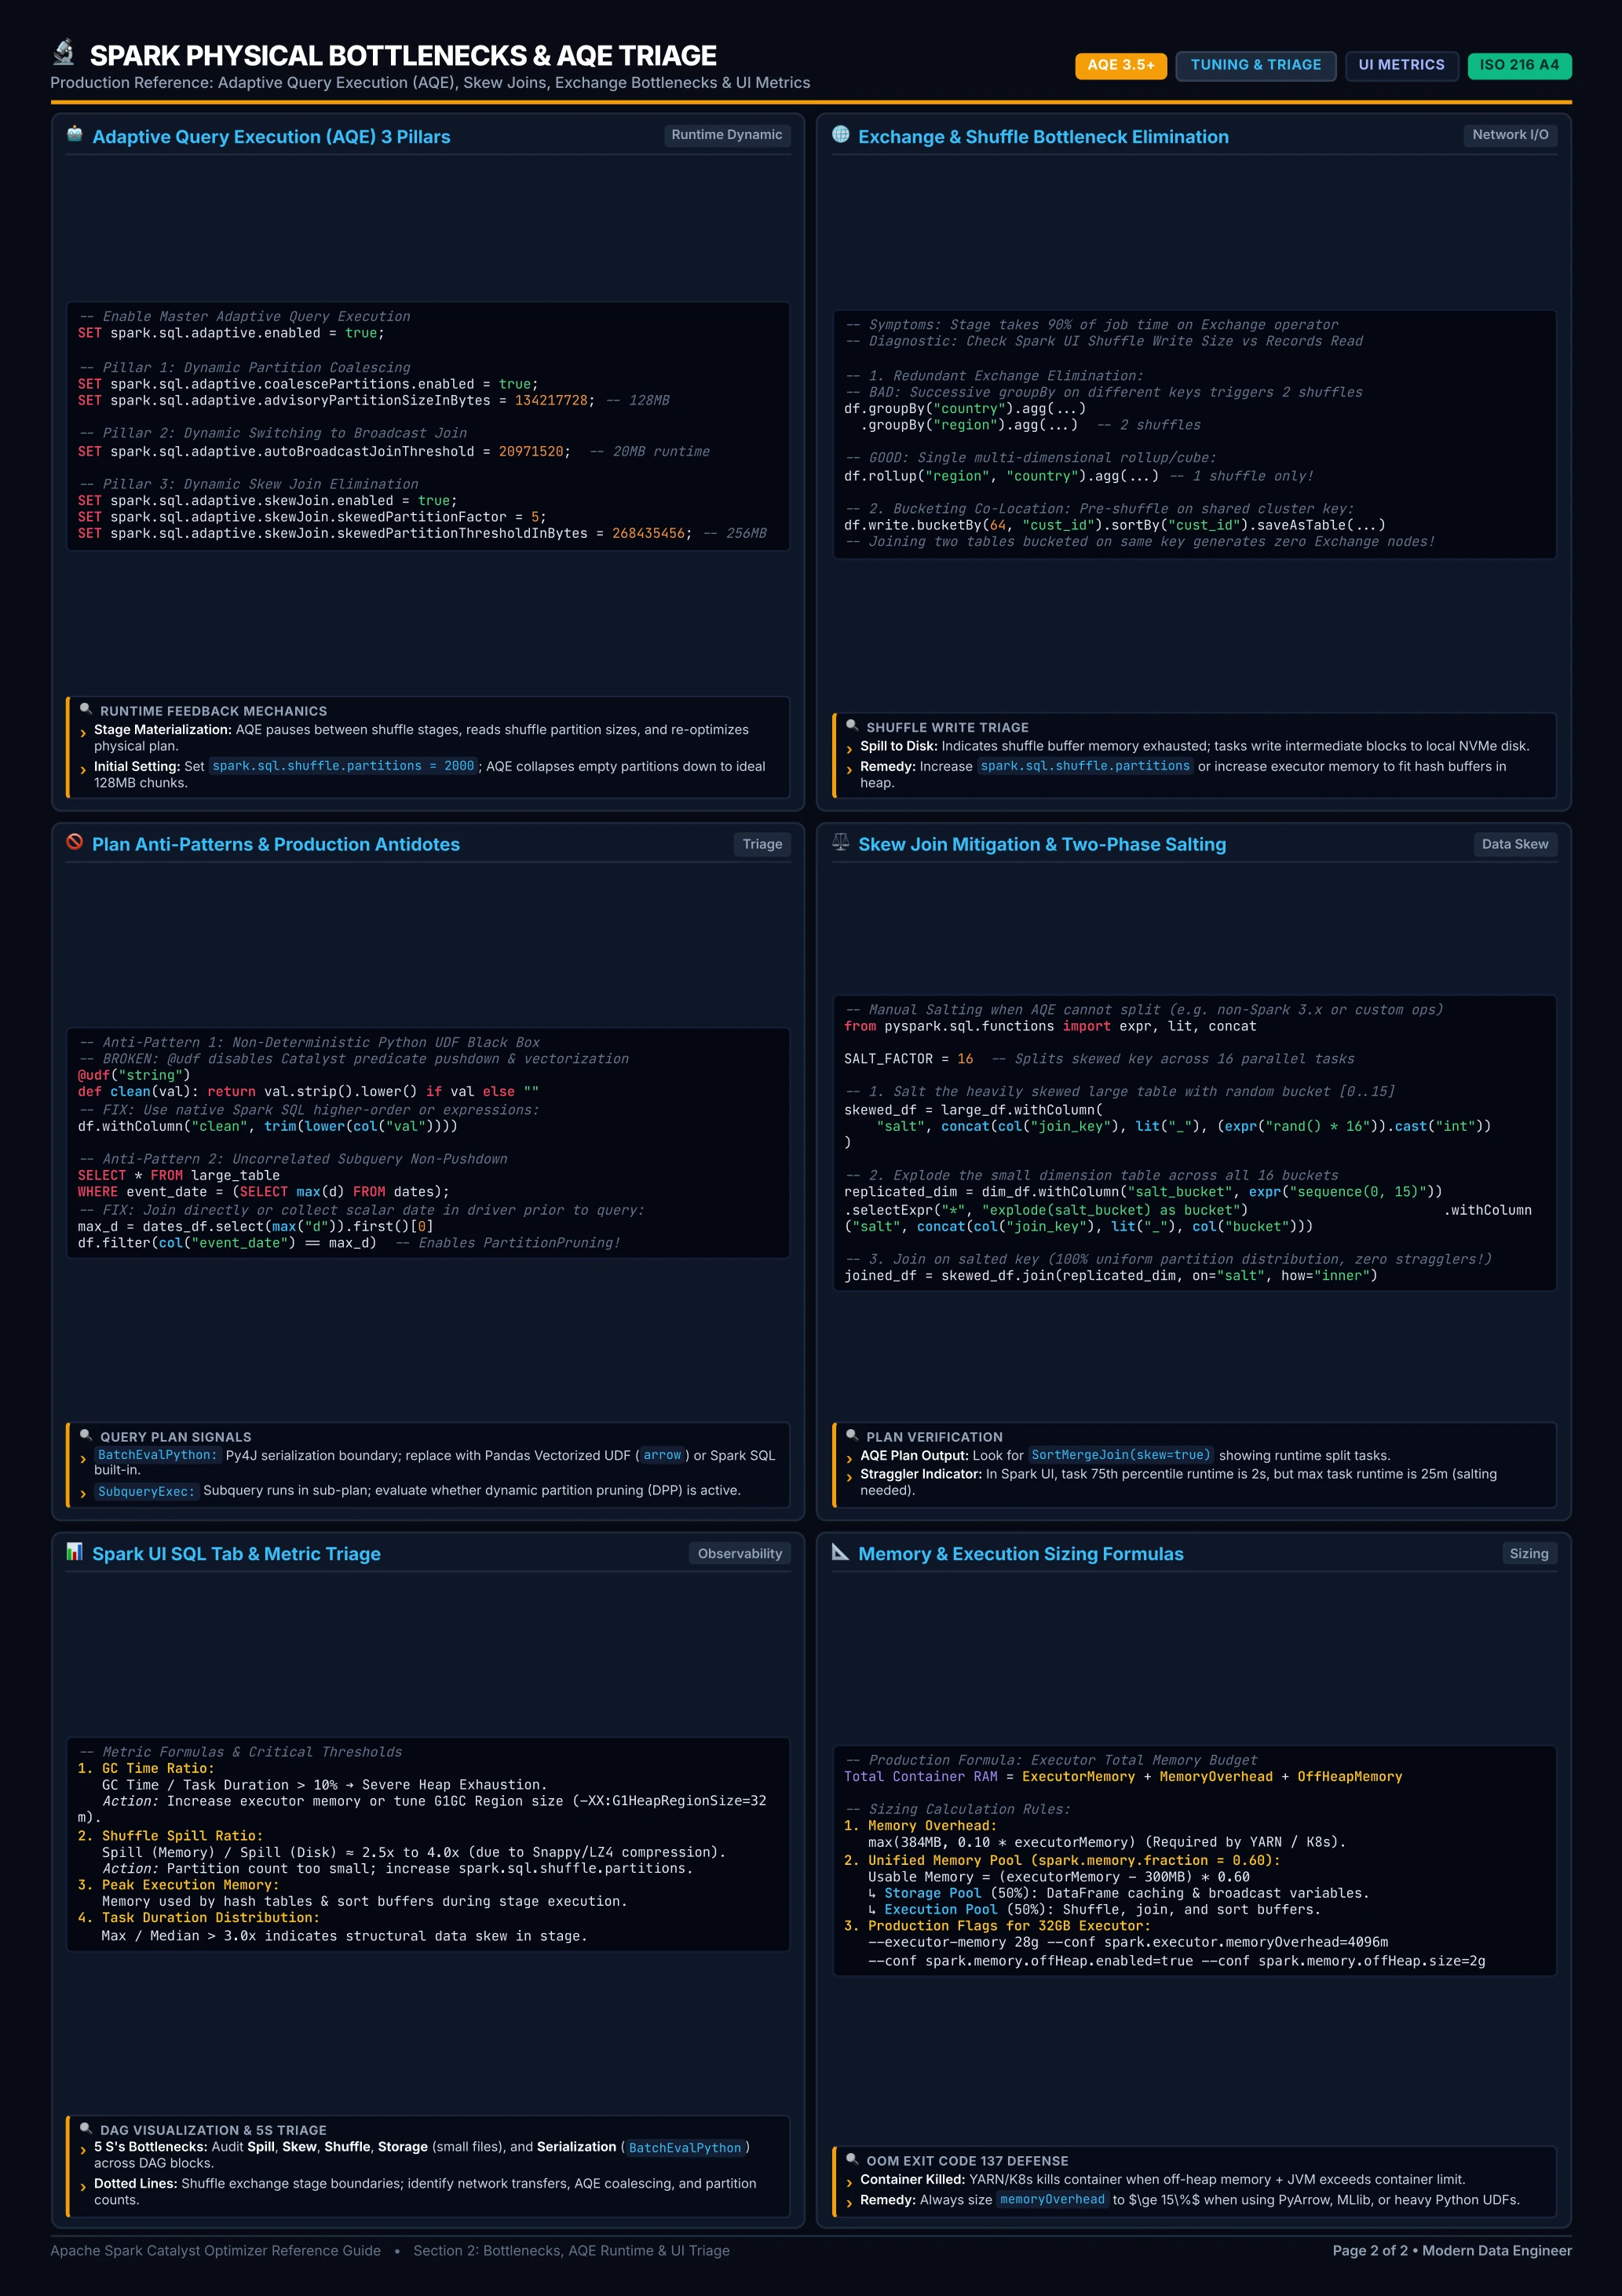 SPARK PHYSICAL BOTTLENECKS & AQE TRIAGE
Production Reference: Adaptive Query Execution (AQE), Skew Joins, Exchange Bottlenecks & UI Metrics
AQE 3.5+
TUNING & TRIAGE
UI METRICS
ISO 216 A4
Adaptive Query Execution (AQE) 3 Pillars
Runtime Dynamic
-- Enable Master Adaptive Query Execution
SET spark.sql.adaptive.enabled = true;
-- Pillar 1: Dynamic Partition Coalescing
SET spark.sql.adaptive.coalescePartitions.enabled = true;
SET spark.sql.adaptive.advisoryPartitionSizeInBytes = 134217728; -- 128MB
-- Pillar 2: Dynamic Switching to Broadcast Join
SET spark.sql.adaptive.autoBroadcastJoinThreshold = 20971520;  -- 20MB runtime
-- Pillar 3: Dynamic Skew Join Elimination
SET spark.sql.adaptive.skewJoin.enabled = true;
SET spark.sql.adaptive.skewJoin.skewedPartitionFactor = 5;
SET spark.sql.adaptive.skewJoin.skewedPartitionThresholdInBytes = 268435456; -- 256MB
RUNTIME FEEDBACK MECHANICS
› Stage Materialization: AQE pauses between shuffle stages, reads shuffle partition sizes, and re-optimizes
physical plan.
› Initial Setting: Set spark.sql.shuffle.partitions = 2000; AQE collapses empty partitions down to ideal
128MB chunks.
Exchange & Shuffle Bottleneck Elimination
Network I/O
-- Symptoms: Stage takes 90% of job time on Exchange operator
-- Diagnostic: Check Spark UI Shuffle Write Size vs Records Read
-- 1. Redundant Exchange Elimination:
-- BAD: Successive groupBy on different keys triggers 2 shuffles
df.groupBy("country").agg(...)
  .groupBy("region").agg(...)  -- 2 shuffles
-- GOOD: Single multi-dimensional rollup/cube:
df.rollup("region", "country").agg(...) -- 1 shuffle only!
-- 2. Bucketing Co-Location: Pre-shuffle on shared cluster key:
df.write.bucketBy(64, "cust_id").sortBy("cust_id").saveAsTable(...)
-- Joining two tables bucketed on same key generates zero Exchange nodes!
SHUFFLE WRITE TRIAGE
› Spill to Disk: Indicates shuffle buffer memory exhausted; tasks write intermediate blocks to local NVMe disk.
› Remedy: Increase spark.sql.shuffle.partitions or increase executor memory to fit hash buffers in
heap.
Plan Anti-Patterns & Production Antidotes
Triage
-- Anti-Pattern 1: Non-Deterministic Python UDF Black Box
-- BROKEN: @udf disables Catalyst predicate pushdown & vectorization
@udf("string")
def clean(val): return val.strip().lower() if val else ""
-- FIX: Use native Spark SQL higher-order or expressions:
df.withColumn("clean", trim(lower(col("val"))))
-- Anti-Pattern 2: Uncorrelated Subquery Non-Pushdown
SELECT * FROM large_table
WHERE event_date = (SELECT max(d) FROM dates);
-- FIX: Join directly or collect scalar date in driver prior to query:
max_d = dates_df.select(max("d")).first()[0]
df.filter(col("event_date") == max_d)  -- Enables PartitionPruning!
QUERY PLAN SIGNALS
› BatchEvalPython: Py4J serialization boundary; replace with Pandas Vectorized UDF (arrow) or Spark SQL
built-in.
› SubqueryExec: Subquery runs in sub-plan; evaluate whether dynamic partition pruning (DPP) is active.
Skew Join Mitigation & Two-Phase Salting
Data Skew
-- Manual Salting when AQE cannot split (e.g. non-Spark 3.x or custom ops)
from pyspark.sql.functions import expr, lit, concat
SALT_FACTOR = 16  -- Splits skewed key across 16 parallel tasks
-- 1. Salt the heavily skewed large table with random bucket [0..15]
skewed_df = large_df.withColumn(
    "salt", concat(col("join_key"), lit("_"), (expr("rand() * 16")).cast("int"))
)
-- 2. Explode the small dimension table across all 16 buckets
replicated_dim = dim_df.withColumn("salt_bucket", expr("sequence(0, 15)"))
.selectExpr("*", "explode(salt_bucket) as bucket")                        .withColumn
("salt", concat(col("join_key"), lit("_"), col("bucket")))
-- 3. Join on salted key (100% uniform partition distribution, zero stragglers!)
joined_df = skewed_df.join(replicated_dim, on="salt", how="inner")
PLAN VERIFICATION
› AQE Plan Output: Look for SortMergeJoin(skew=true) showing runtime split tasks.
› Straggler Indicator: In Spark UI, task 75th percentile runtime is 2s, but max task runtime is 25m (salting
needed).
Spark UI SQL Tab & Metric Triage
Observability
-- Metric Formulas & Critical Thresholds
1. GC Time Ratio:
   GC Time / Task Duration > 10% → Severe Heap Exhaustion.
   Action: Increase executor memory or tune G1GC Region size (-XX:G1HeapRegionSize=32
m).
2. Shuffle Spill Ratio:
   Spill (Memory) / Spill (Disk) ≈ 2.5x to 4.0x (due to Snappy/LZ4 compression).
   Action: Partition count too small; increase spark.sql.shuffle.partitions.
3. Peak Execution Memory:
   Memory used by hash tables & sort buffers during stage execution.
4. Task Duration Distribution:
   Max / Median > 3.0x indicates structural data skew in stage.
DAG VISUALIZATION & 5S TRIAGE
› 5 S's Bottlenecks: Audit Spill, Skew, Shuffle, Storage (small files), and Serialization (BatchEvalPython)
across DAG blocks.
› Dotted Lines: Shuffle exchange stage boundaries; identify network transfers, AQE coalescing, and partition
counts.
Memory & Execution Sizing Formulas
Sizing
-- Production Formula: Executor Total Memory Budget
Total Container RAM = ExecutorMemory + MemoryOverhead + OffHeapMemory
-- Sizing Calculation Rules:
1. Memory Overhead:
   max(384MB, 0.10 * executorMemory) (Required by YARN / K8s).
2. Unified Memory Pool (spark.memory.fraction = 0.60):
   Usable Memory = (executorMemory - 300MB) * 0.60
   ↳ Storage Pool (50%): DataFrame caching & broadcast variables.
   ↳ Execution Pool (50%): Shuffle, join, and sort buffers.
3. Production Flags for 32GB Executor:
   --executor-memory 28g --conf spark.executor.memoryOverhead=4096m
   --conf spark.memory.offHeap.enabled=true --conf spark.memory.offHeap.size=2g
OOM EXIT CODE 137 DEFENSE
› Container Killed: YARN/K8s kills container when off-heap memory + JVM exceeds container limit.
› Remedy: Always size memoryOverhead to $\ge 15\%$ when using PyArrow, MLlib, or heavy Python UDFs.
Apache Spark Catalyst Optimizer Reference Guide • Section 2: Bottlenecks, AQE Runtime & UI Triage
Page 2 of 2 • Modern Data Engineer